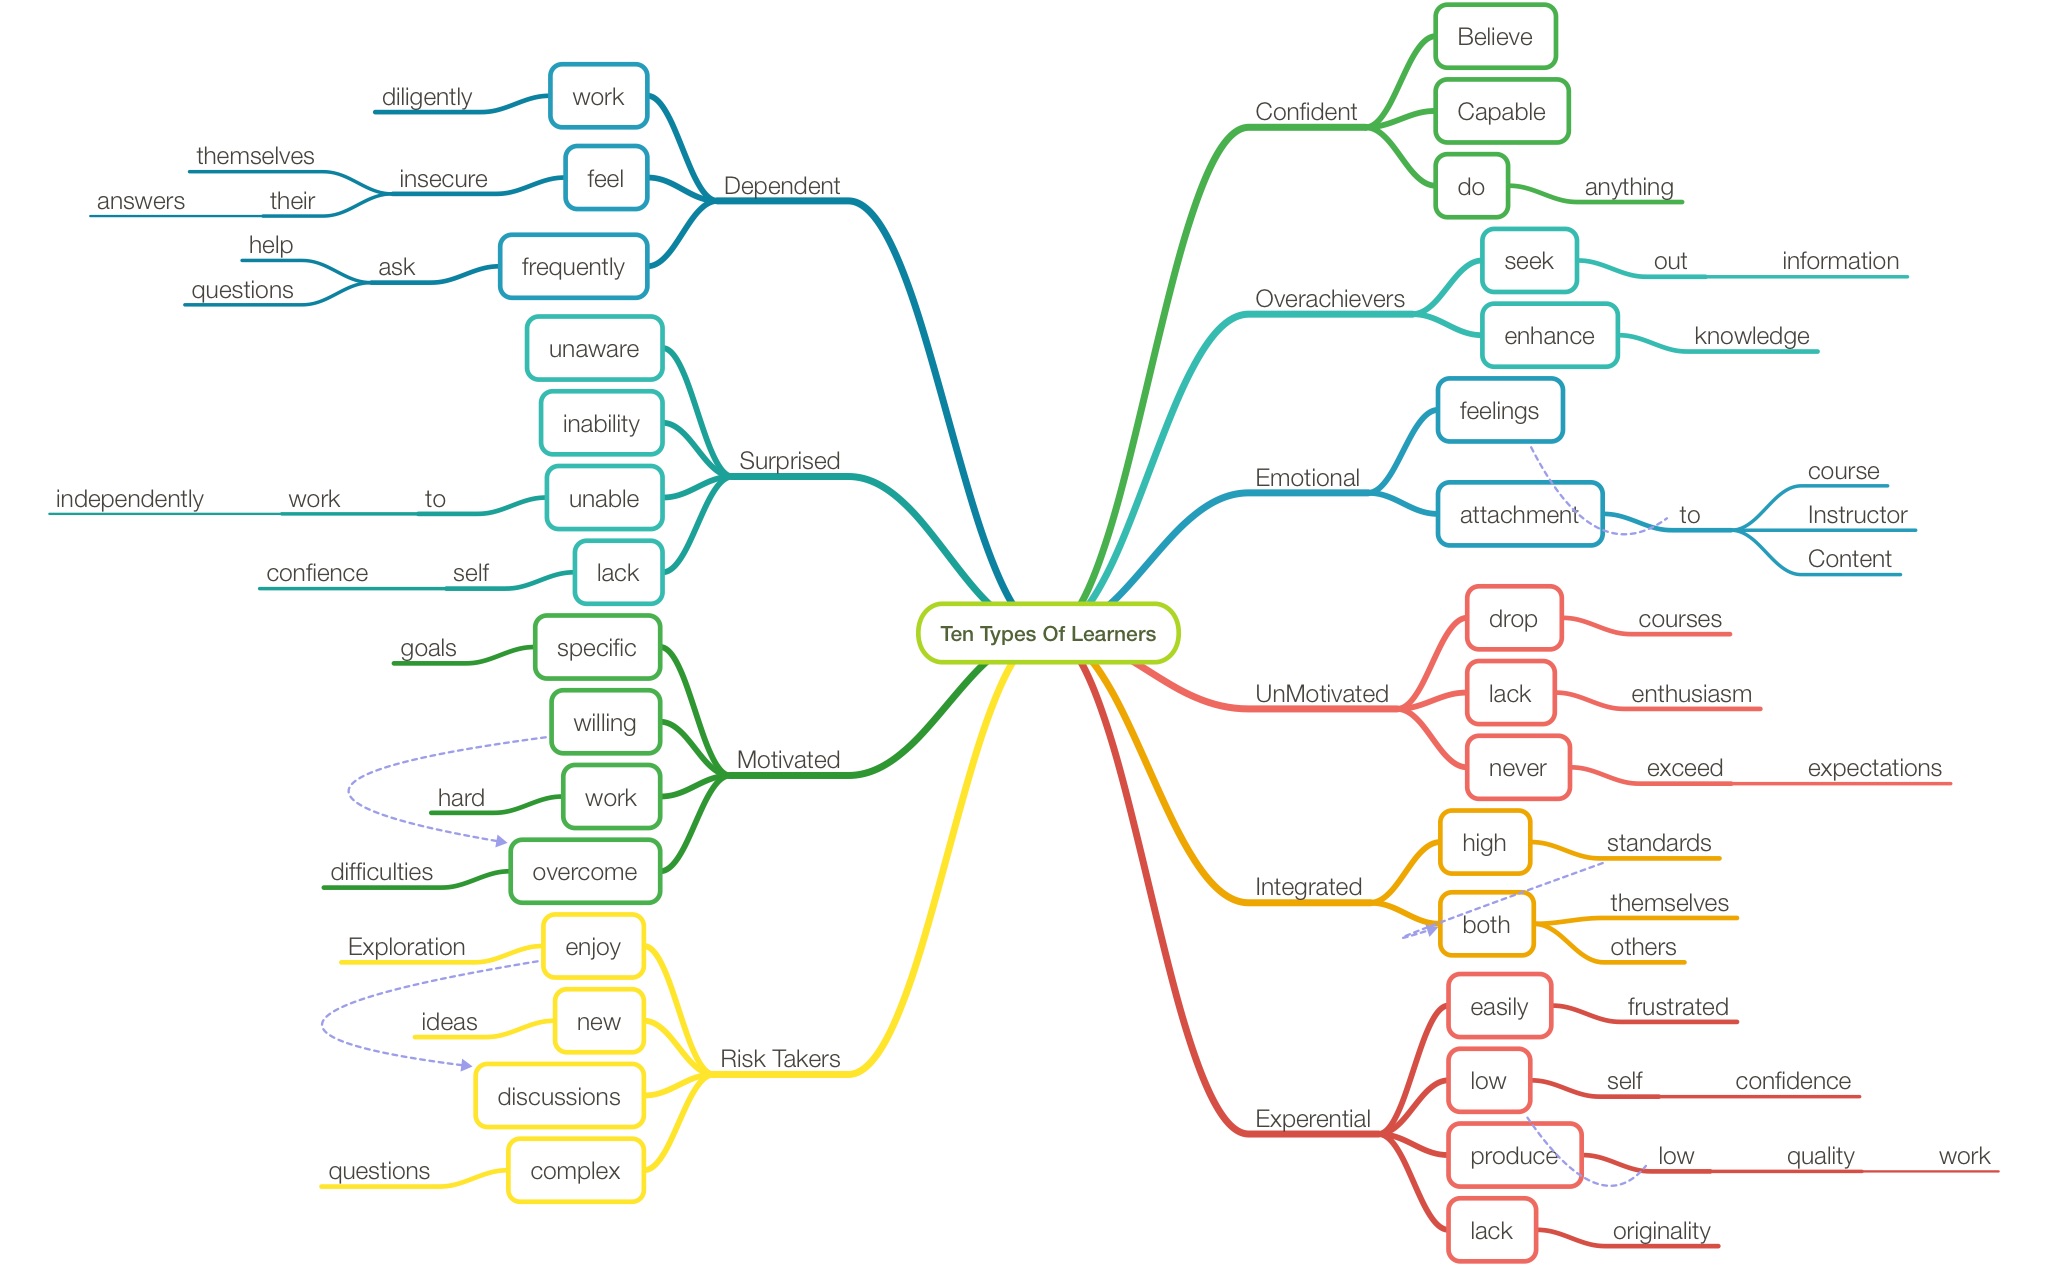 Ten Types Of Learners
Confident
Believe
Capable
do
anything
Overachievers
seek
out
information
enhance
knowledge
Emotional
feelings
attachment
to
course
Instructor
Content
UnMotivated
drop
courses
lack
enthusiasm
never
exceed
expectations
Integrated
high
standards
both
themselves
others
Experential
easily
frustrated
low
self
confidence
produce
low
quality
work
lack
originality
Dependent
work
diligently
feel
insecure
themselves
their
answers
frequently
ask
help
questions
Surprised
unaware
inability
unable
to
work
independently
lack
self
confience
Motivated
specific
goals
willing
work
hard
overcome
difficulties
Risk Takers
enjoy
Exploration
new
ideas
discussions
complex
questions